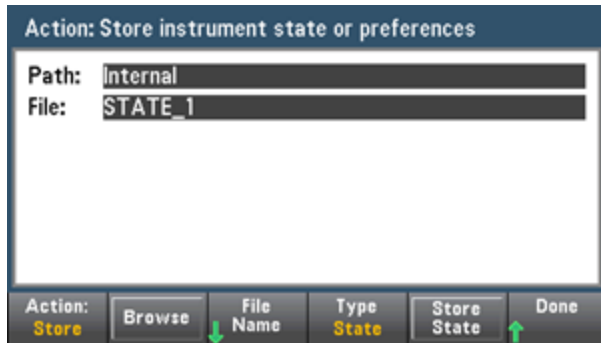 Action: Store instrument state or preferences
Path: Internal
File: STATE_1
Action: Store
Browse
File Name
Type State
Store State
Done